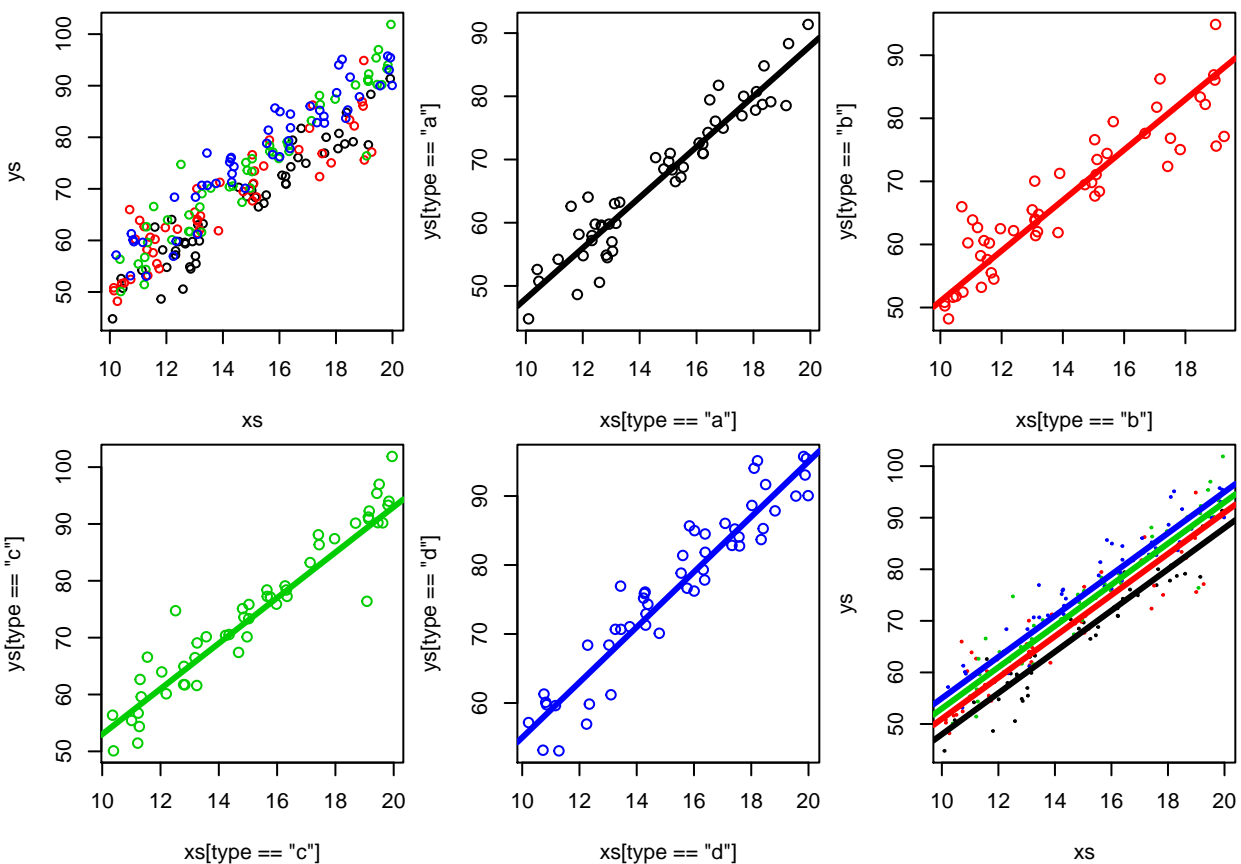 ys
50 60 70 80 90 100
10 12 14 16 18 20
xs
ys[type == "a"]
50 60 70 80 90
10 12 14 16 18 20
xs[type == "a"]
ys[type == "b"]
50 60 70 80 90
10 12 14 16 18
xs[type == "b"]
ys[type == "c"]
50 60 70 80 90 100
10 12 14 16 18 20
xs[type == "c"]
ys[type == "d"]
60 70 80 90
10 12 14 16 18 20
xs[type == "d"]
ys
50 60 70 80 90 100
10 12 14 16 18 20
xs